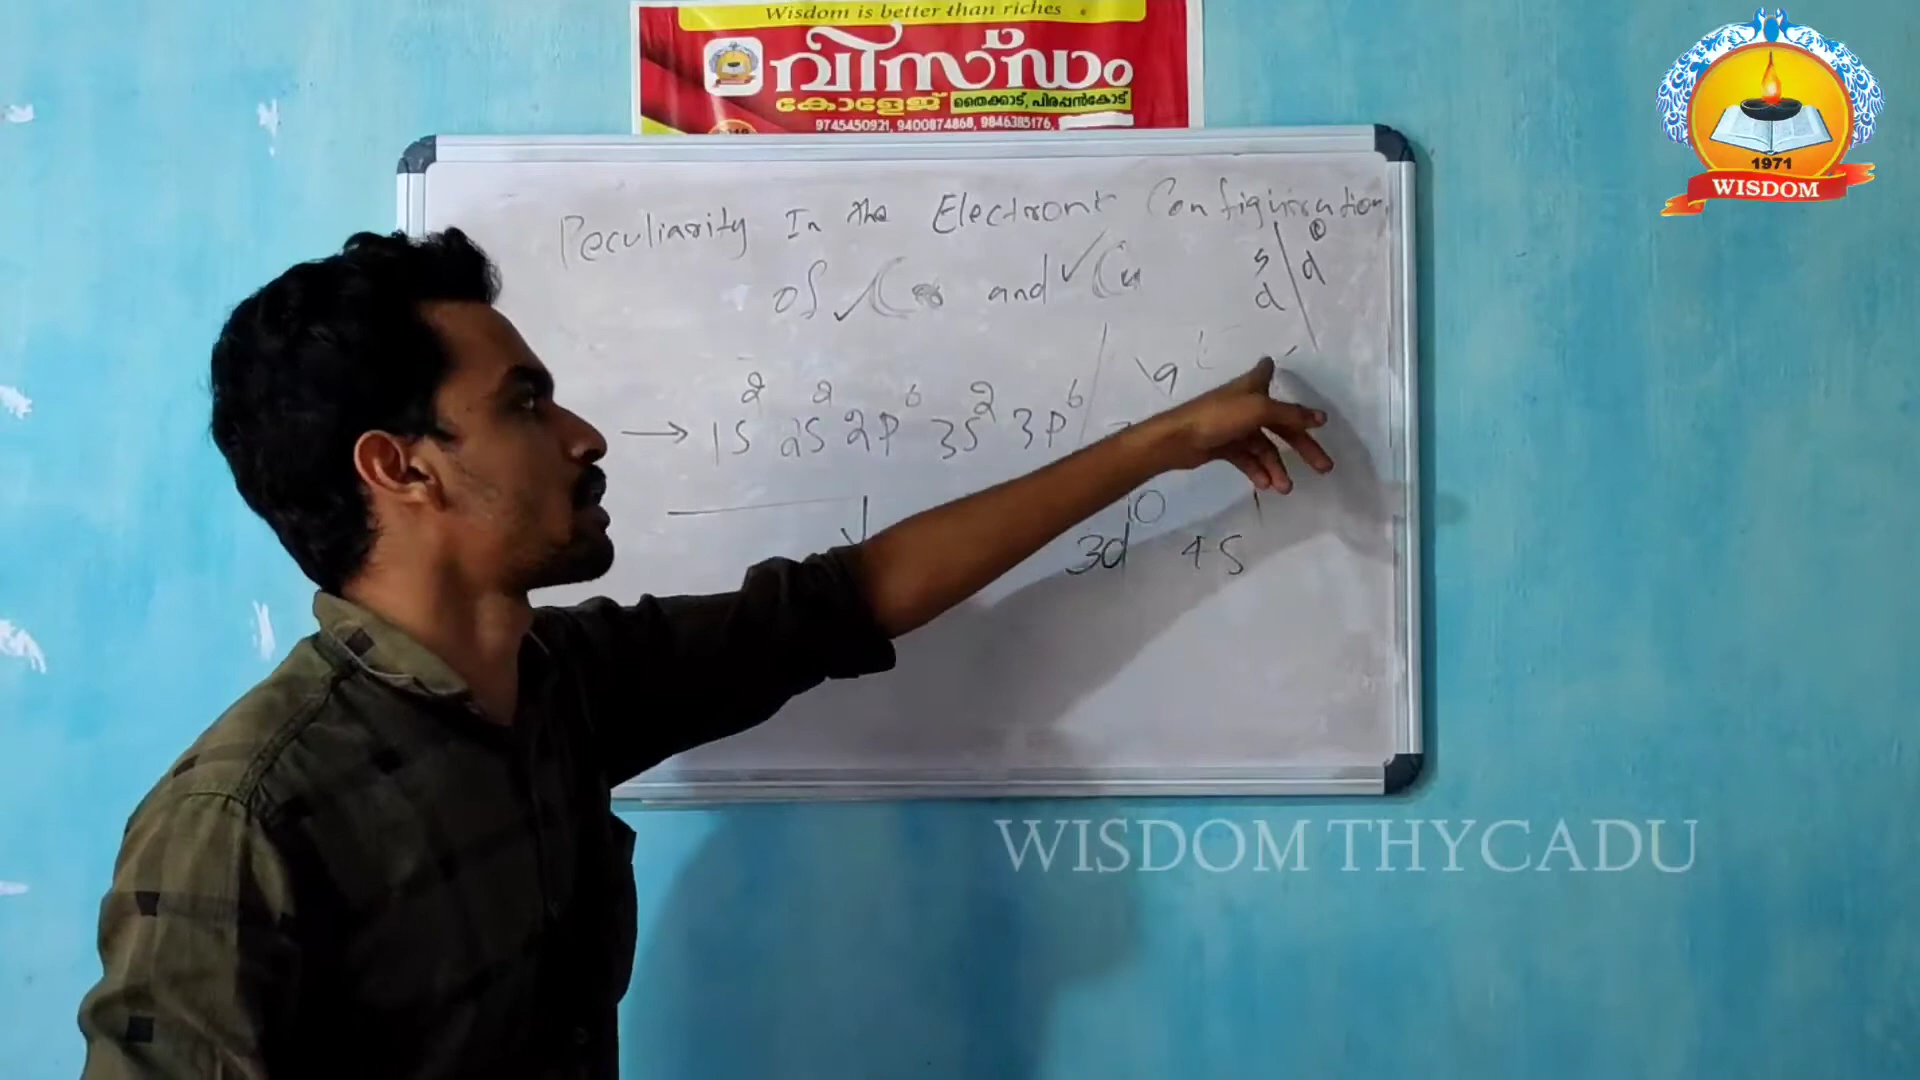 Wisdom is better than riches
വിസ്ഡം
കോളേജ് തൈക്കാട്, പിരപ്പൻകോട്
9745450921, 9400874868, 9846385176,
1971
WISDOM
Peculiarity In the Electronic Configuration
of ✓Cr and ✓Cu
s d
d
→ 1s² 2s² 2p⁶ 3s² 3p⁶ 9
3d¹⁰ 4s¹
WISDOM THYCADU